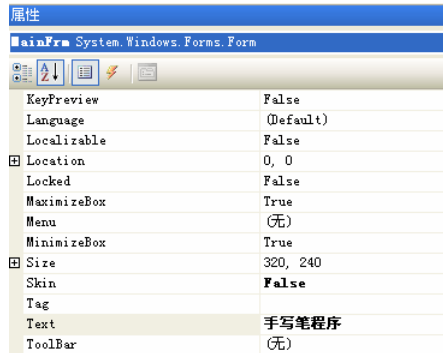 属性
MainFrm System.Windows.Forms.Form
KeyPreview False
Language (Default)
Localizable False
Location 0, 0
Locked False
MaximizeBox True
Menu (无)
MinimizeBox True
Size 320, 240
Skin False
Tag
Text 手写笔程序
ToolBar (无)